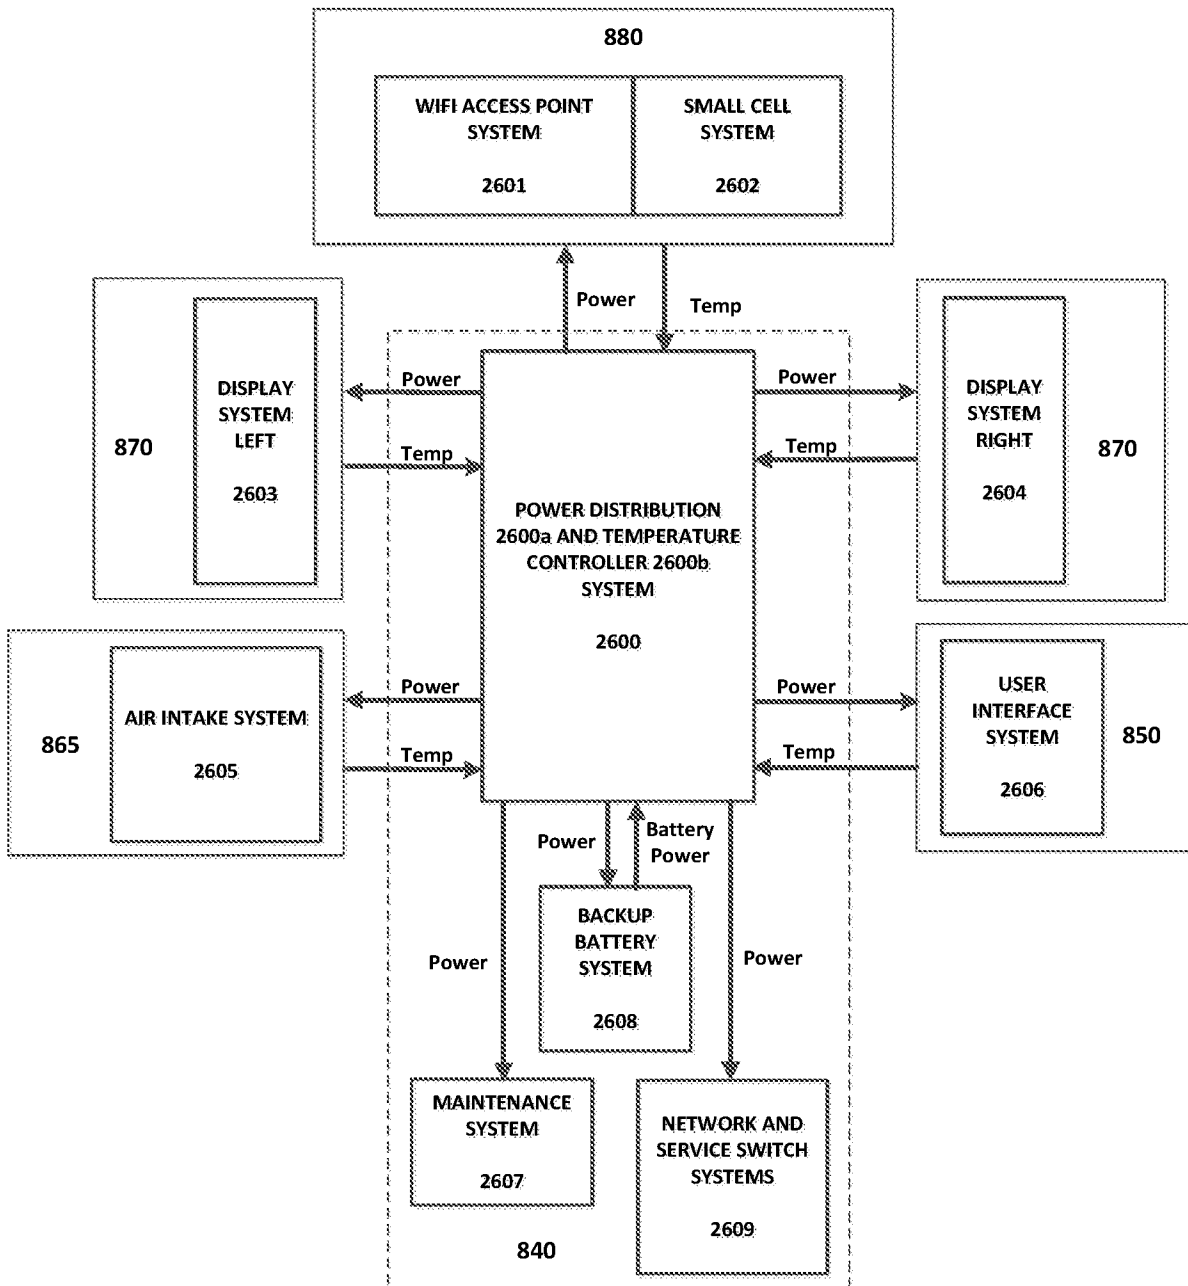 880
WIFI ACCESS POINT
SYSTEM
2601
SMALL CELL
SYSTEM
2602
Power
Temp
870
DISPLAY
SYSTEM
LEFT
2603
Power
Temp
Power
Temp
DISPLAY
SYSTEM
RIGHT
2604
870
POWER DISTRIBUTION
2600a AND TEMPERATURE
CONTROLLER 2600b
SYSTEM
2600
865
AIR INTAKE SYSTEM
2605
Power
Temp
Power
Temp
USER
INTERFACE
SYSTEM
2606
850
Power
Battery
Power
BACKUP
BATTERY
SYSTEM
2608
Power
Power
MAINTENANCE
SYSTEM
2607
NETWORK AND
SERVICE SWITCH
SYSTEMS
2609
840